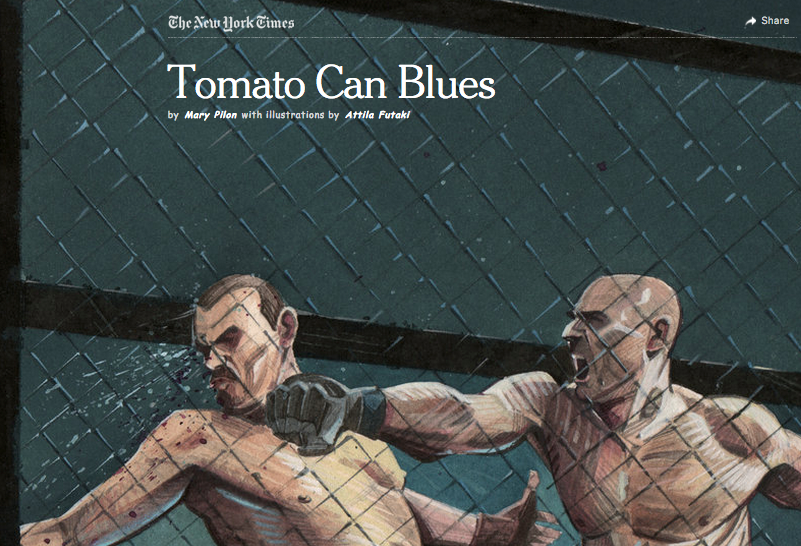 The New York Times
Share
Tomato Can Blues
by Mary Pilon with illustrations by Attila Futaki